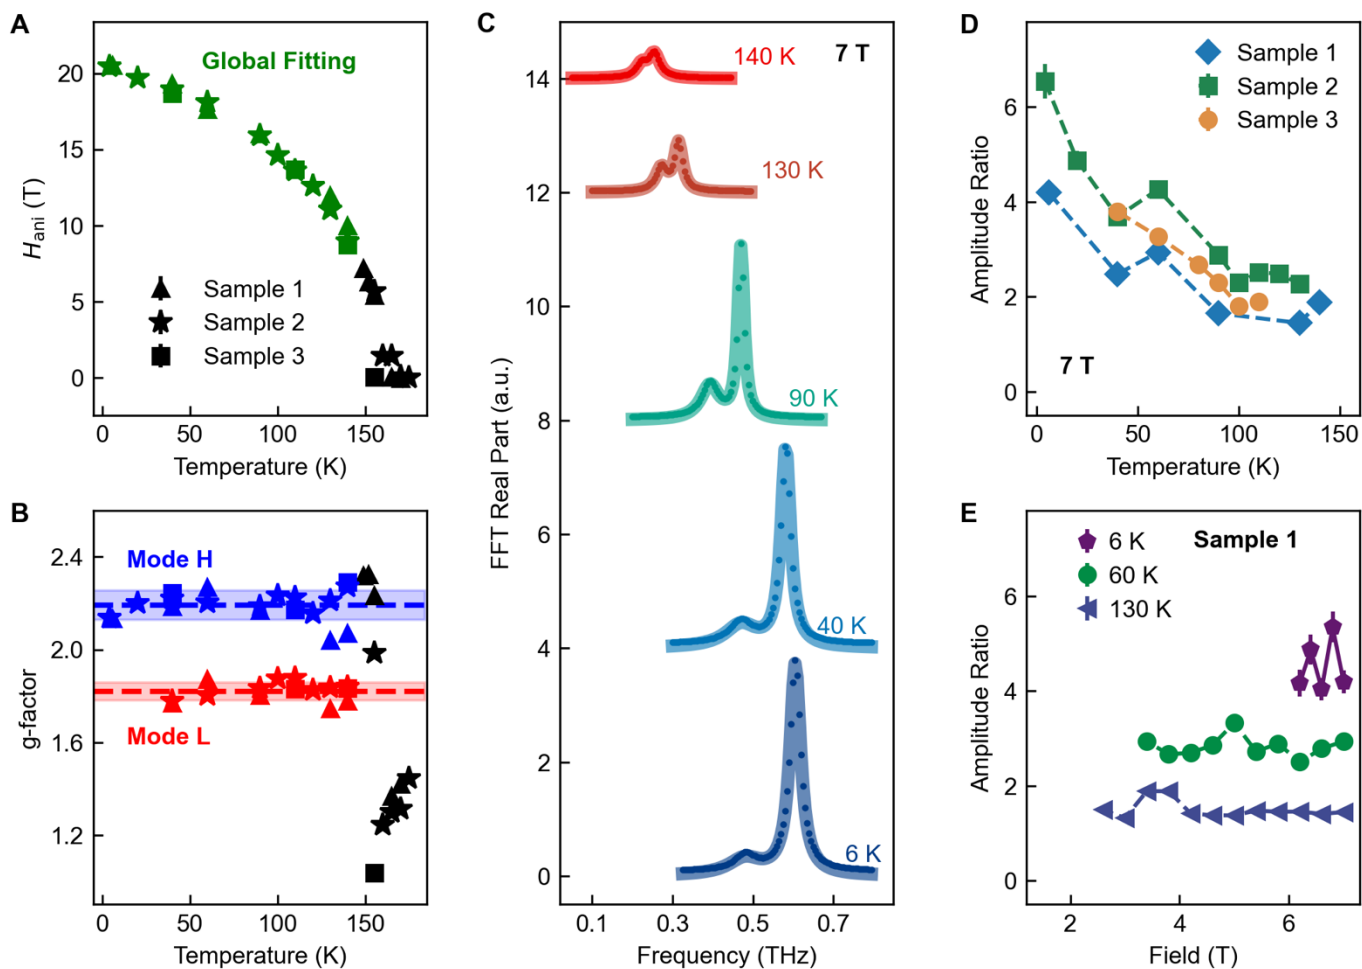 A
Global Fitting
Sample 1
Sample 2
Sample 3
20
15
10
5
0
H_ani (T)
0 50 100 150
Temperature (K)
B
Mode H
Mode L
2.4
2.0
1.6
1.2
g-factor
0 50 100 150
Temperature (K)
C
7 T
140 K
130 K
90 K
40 K
6 K
14
12
10
8
6
4
2
0
FFT Real Part (a.u.)
0.1 0.3 0.5 0.7
Frequency (THz)
D
Sample 1
Sample 2
Sample 3
7 T
6
4
2
0
Amplitude Ratio
0 50 100 150
Temperature (K)
E
6 K
60 K
130 K
Sample 1
6
4
2
0
Amplitude Ratio
2 4 6
Field (T)